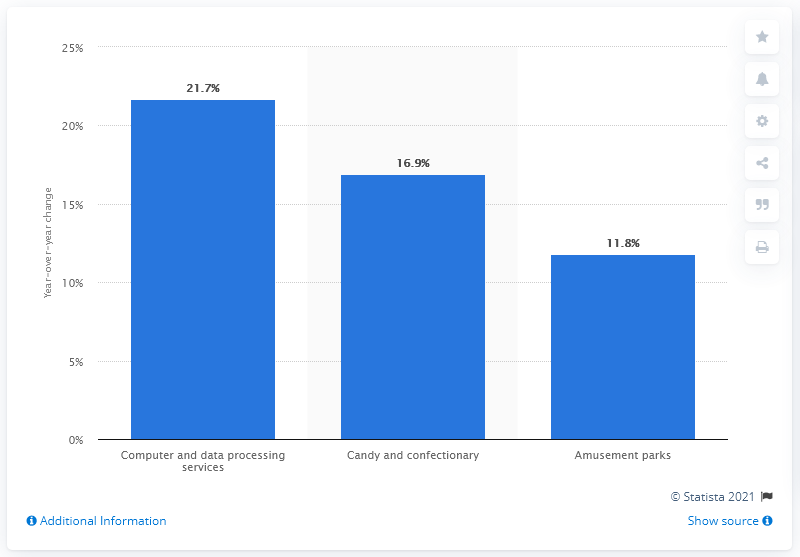 25%
21.7%
20%
16.9%
15%
11.8%
10%
5%
0%
Year-over-year change
Computer and data processing
services
Candy and confectionary
Amusement parks
© Statista 2021
Additional Information
Show source